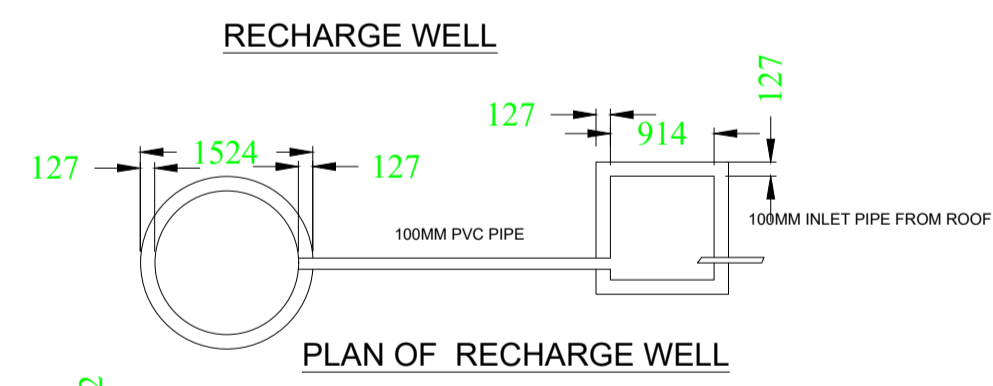 RECHARGE WELL
127
127
914
127
1524
127
100MM INLET PIPE FROM ROOF
100MM PVC PIPE
PLAN OF RECHARGE WELL